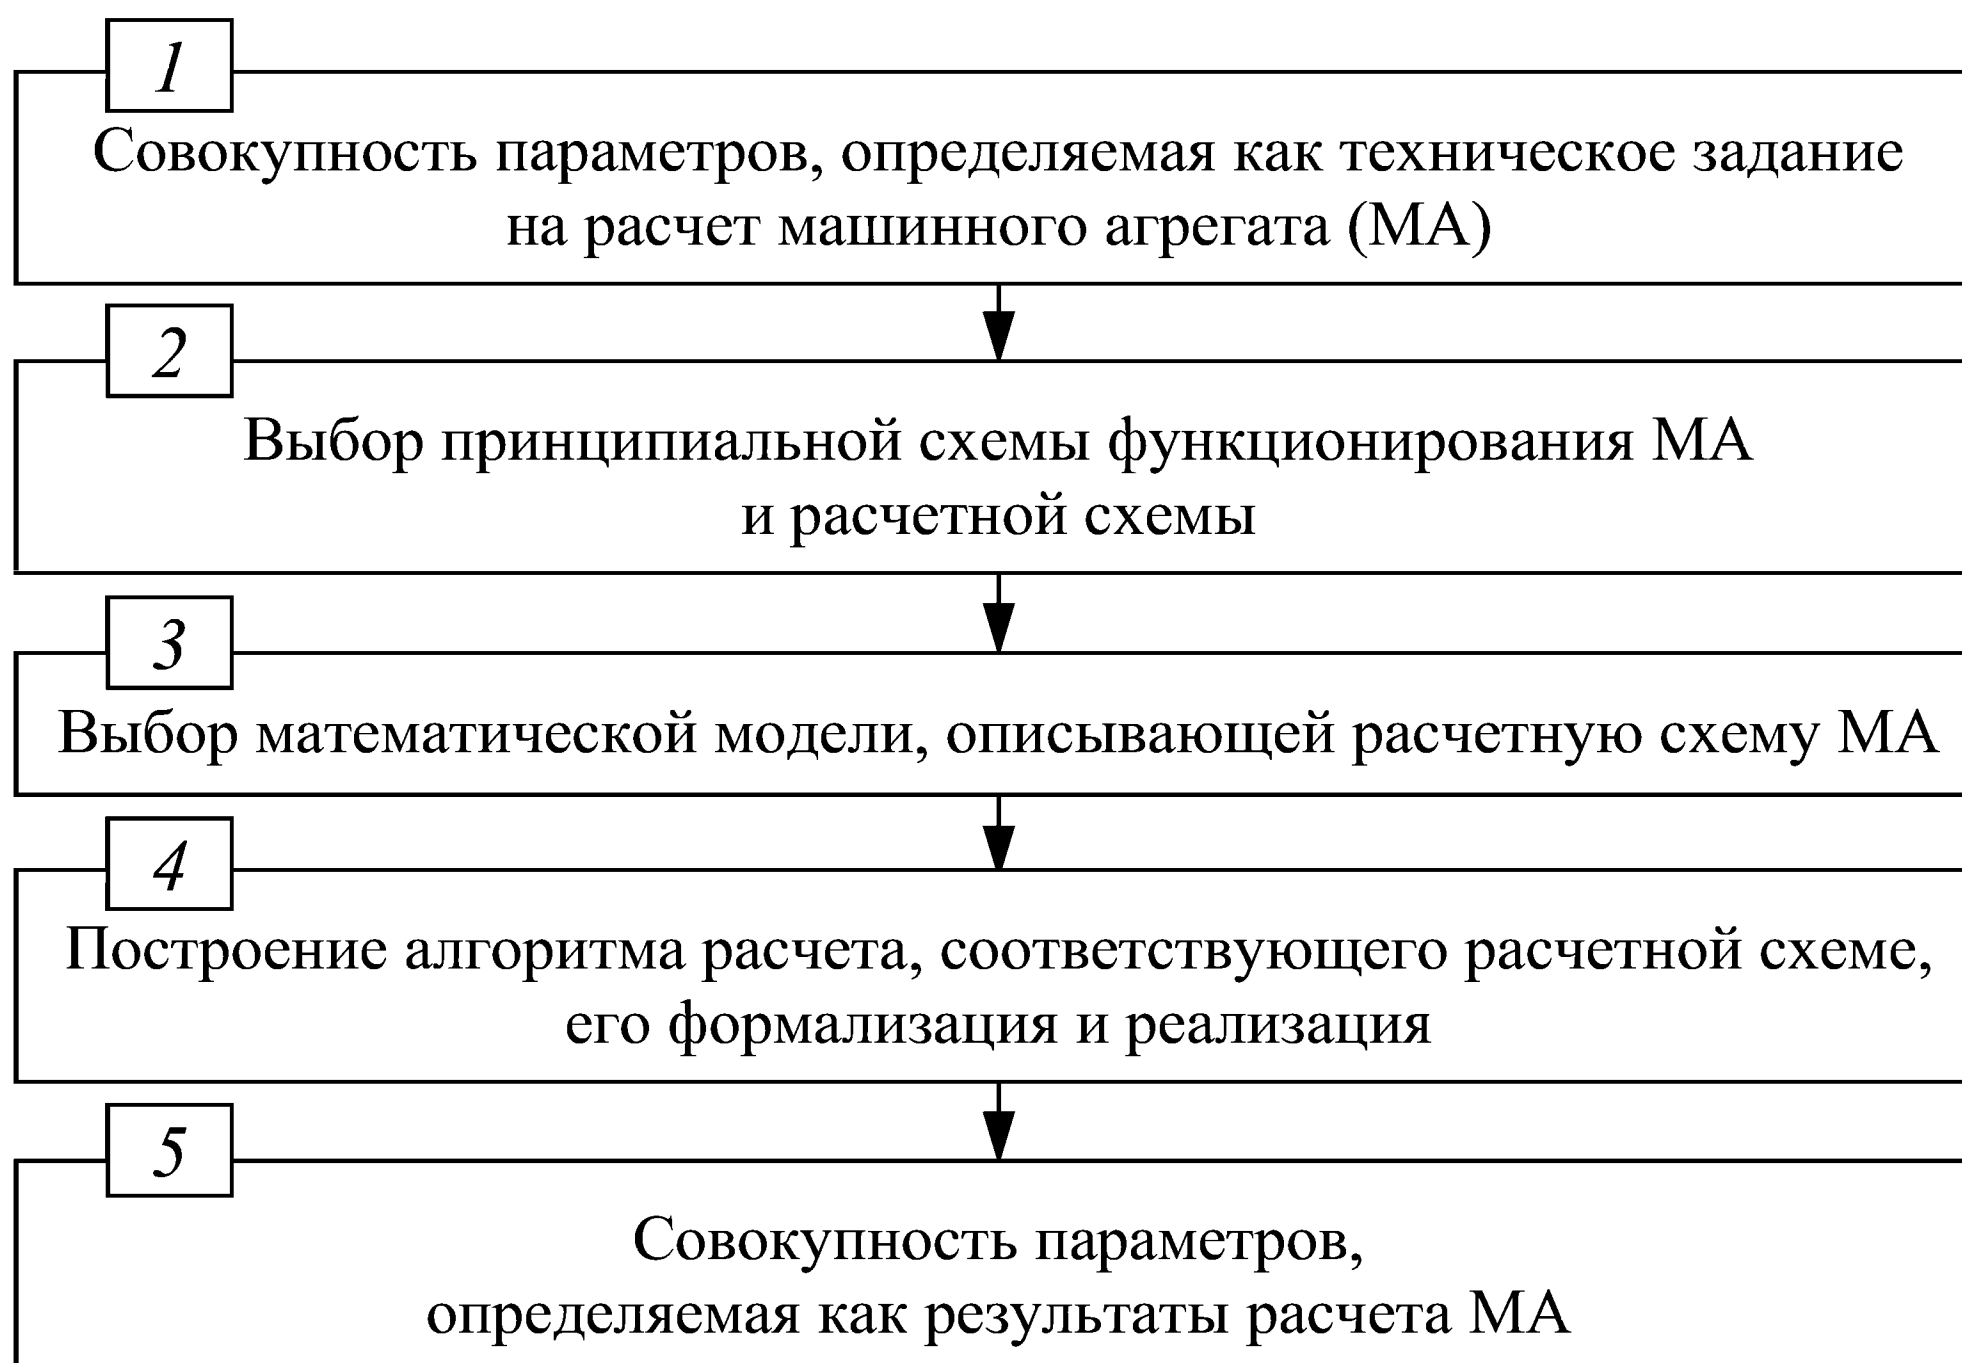 1
Совокупность параметров, определяемая как техническое задание
на расчет машинного агрегата (МА)
2
Выбор принципиальной схемы функционирования МА
и расчетной схемы
3
Выбор математической модели, описывающей расчетную схему МА
4
Построение алгоритма расчета, соответствующего расчетной схеме,
его формализация и реализация
5
Совокупность параметров,
определяемая как результаты расчета МА